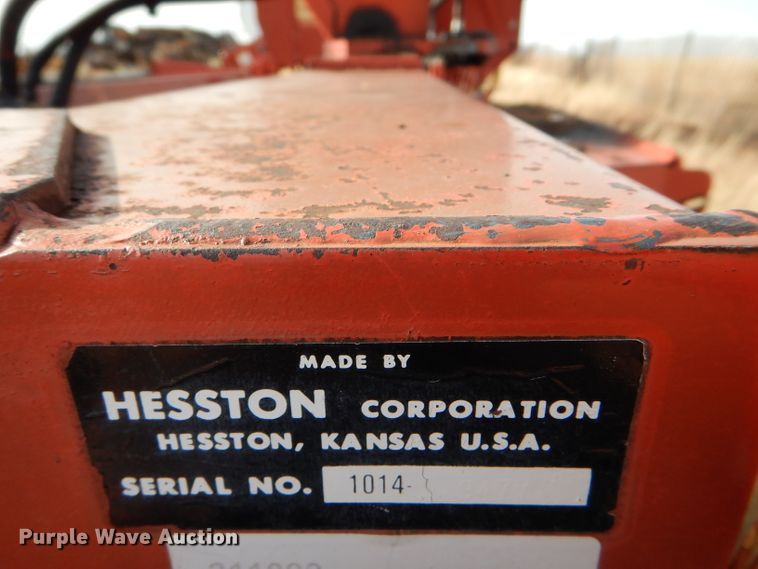 MADE BY
HESSTON CORPORATION
HESSTON, KANSAS U.S.A.
SERIAL NO. 1014-
Purple Wave Auction